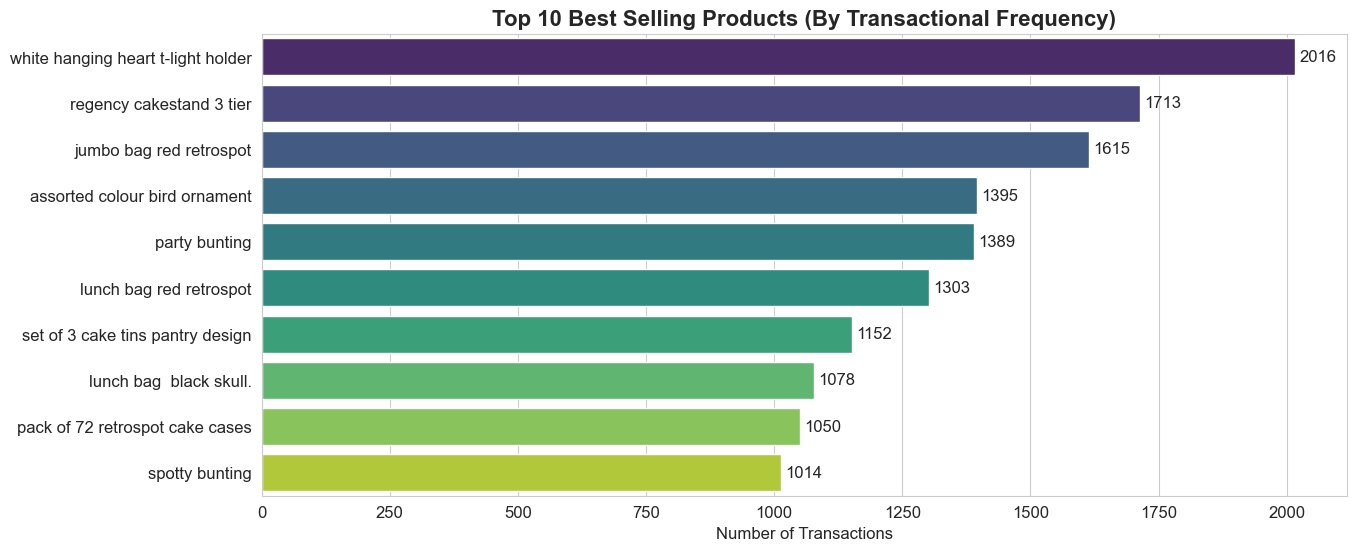 Top 10 Best Selling Products (By Transactional Frequency)
white hanging heart t-light holder 2016
regency cakestand 3 tier 1713
jumbo bag red retrospot 1615
assorted colour bird ornament 1395
party bunting 1389
lunch bag red retrospot 1303
set of 3 cake tins pantry design 1152
lunch bag  black skull. 1078
pack of 72 retrospot cake cases 1050
spotty bunting 1014
0 250 500 750 1000 1250 1500 1750 2000
Number of Transactions